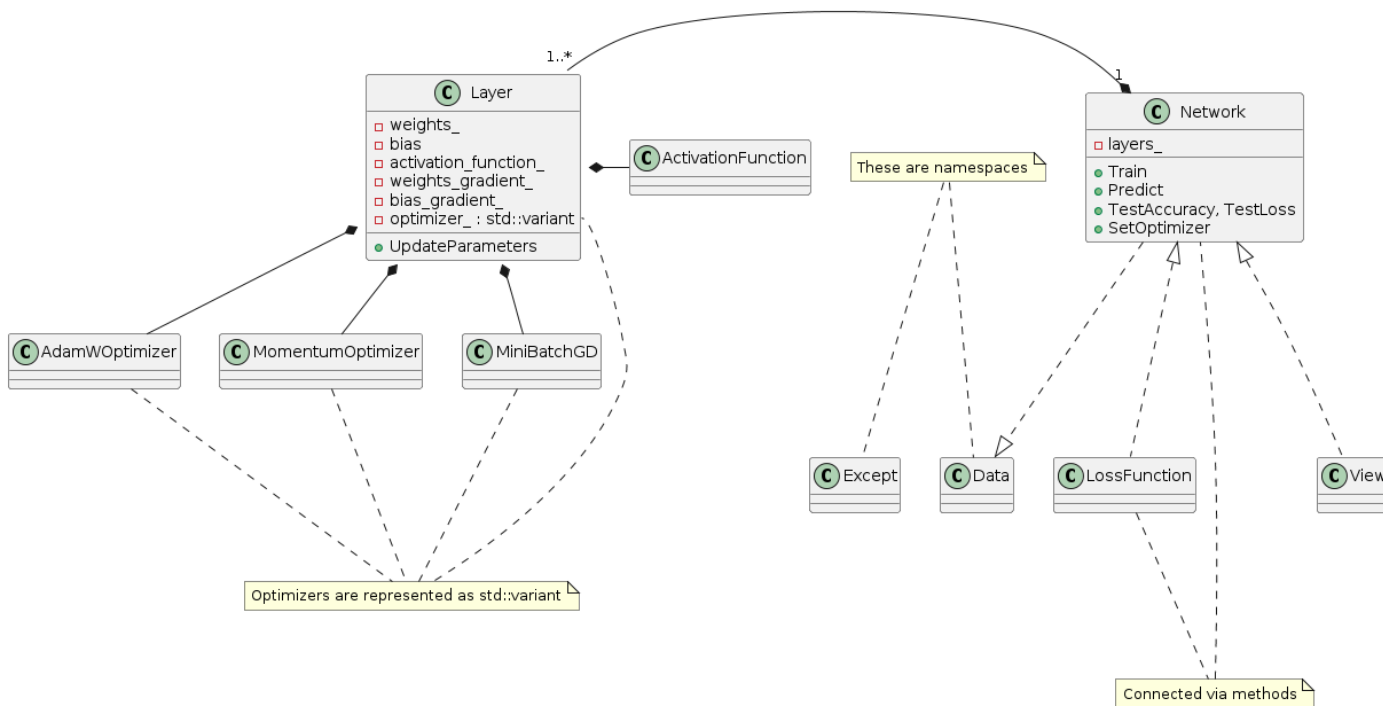 1..*
1
C Layer
weights_
bias
activation_function_
weights_gradient_
bias_gradient_
optimizer_ : std::variant
UpdateParameters
C ActivationFunction
These are namespaces
C Network
layers_
Train
Predict
TestAccuracy, TestLoss
SetOptimizer
C AdamWOptimizer
C MomentumOptimizer
C MiniBatchGD
C Except
C Data
C LossFunction
C View
Optimizers are represented as std::variant
Connected via methods